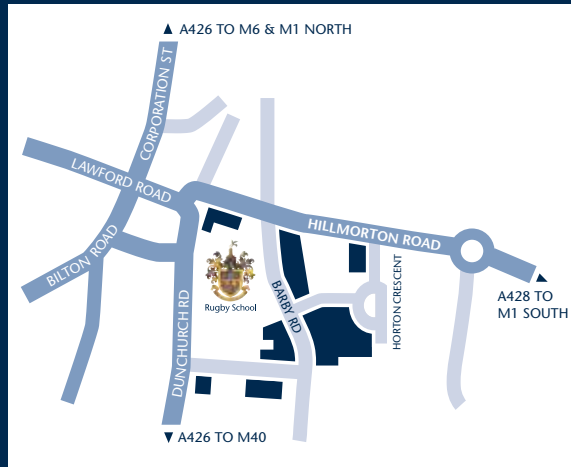 ▲ A426 TO M6 & M1 NORTH
CORPORATION ST
LAWFORD ROAD
BILTON ROAD
HILLMORTON ROAD
Rugby School
DUNCHURCH RD
BARBY RD
HORTON CRESCENT
A428 TO
M1 SOUTH
▼ A426 TO M40